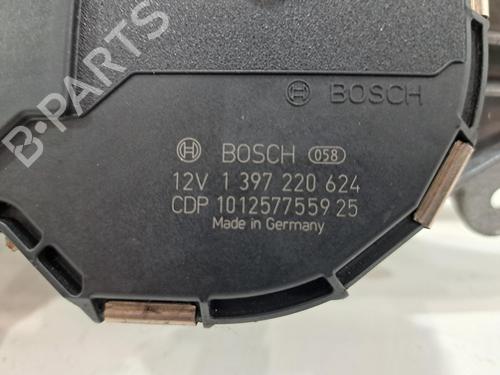 B-PARTS
BOSCH
BOSCH 058
12V 1 397 220 624
CDP 1012577559 25
Made in Germany